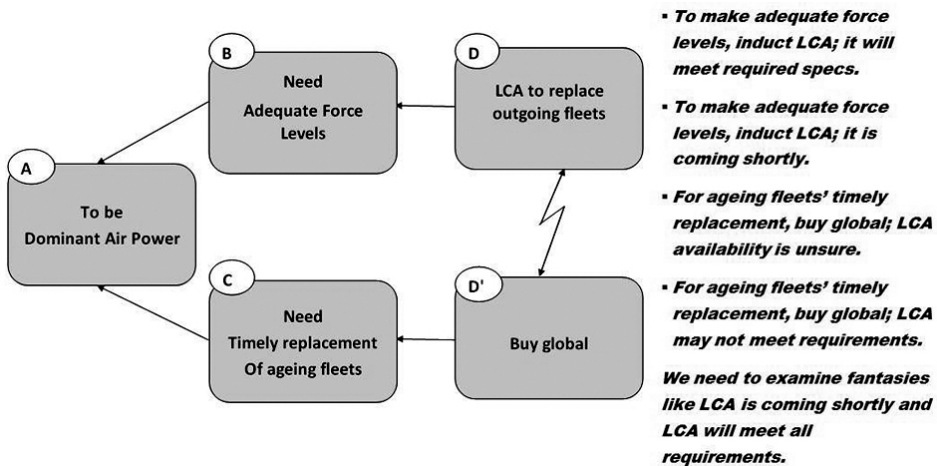 A
To be
Dominant Air Power
B
Need
Adequate Force
Levels
C
Need
Timely replacement
Of ageing fleets
D
LCA to replace
outgoing fleets
D'
Buy global
▪ To make adequate force
levels, induct LCA; it will
meet required specs.
▪ To make adequate force
levels, induct LCA; it is
coming shortly.
▪ For ageing fleets' timely
replacement, buy global; LCA
availability is unsure.
▪ For ageing fleets' timely
replacement, buy global; LCA
may not meet requirements.
We need to examine fantasies
like LCA is coming shortly and
LCA will meet all
requirements.